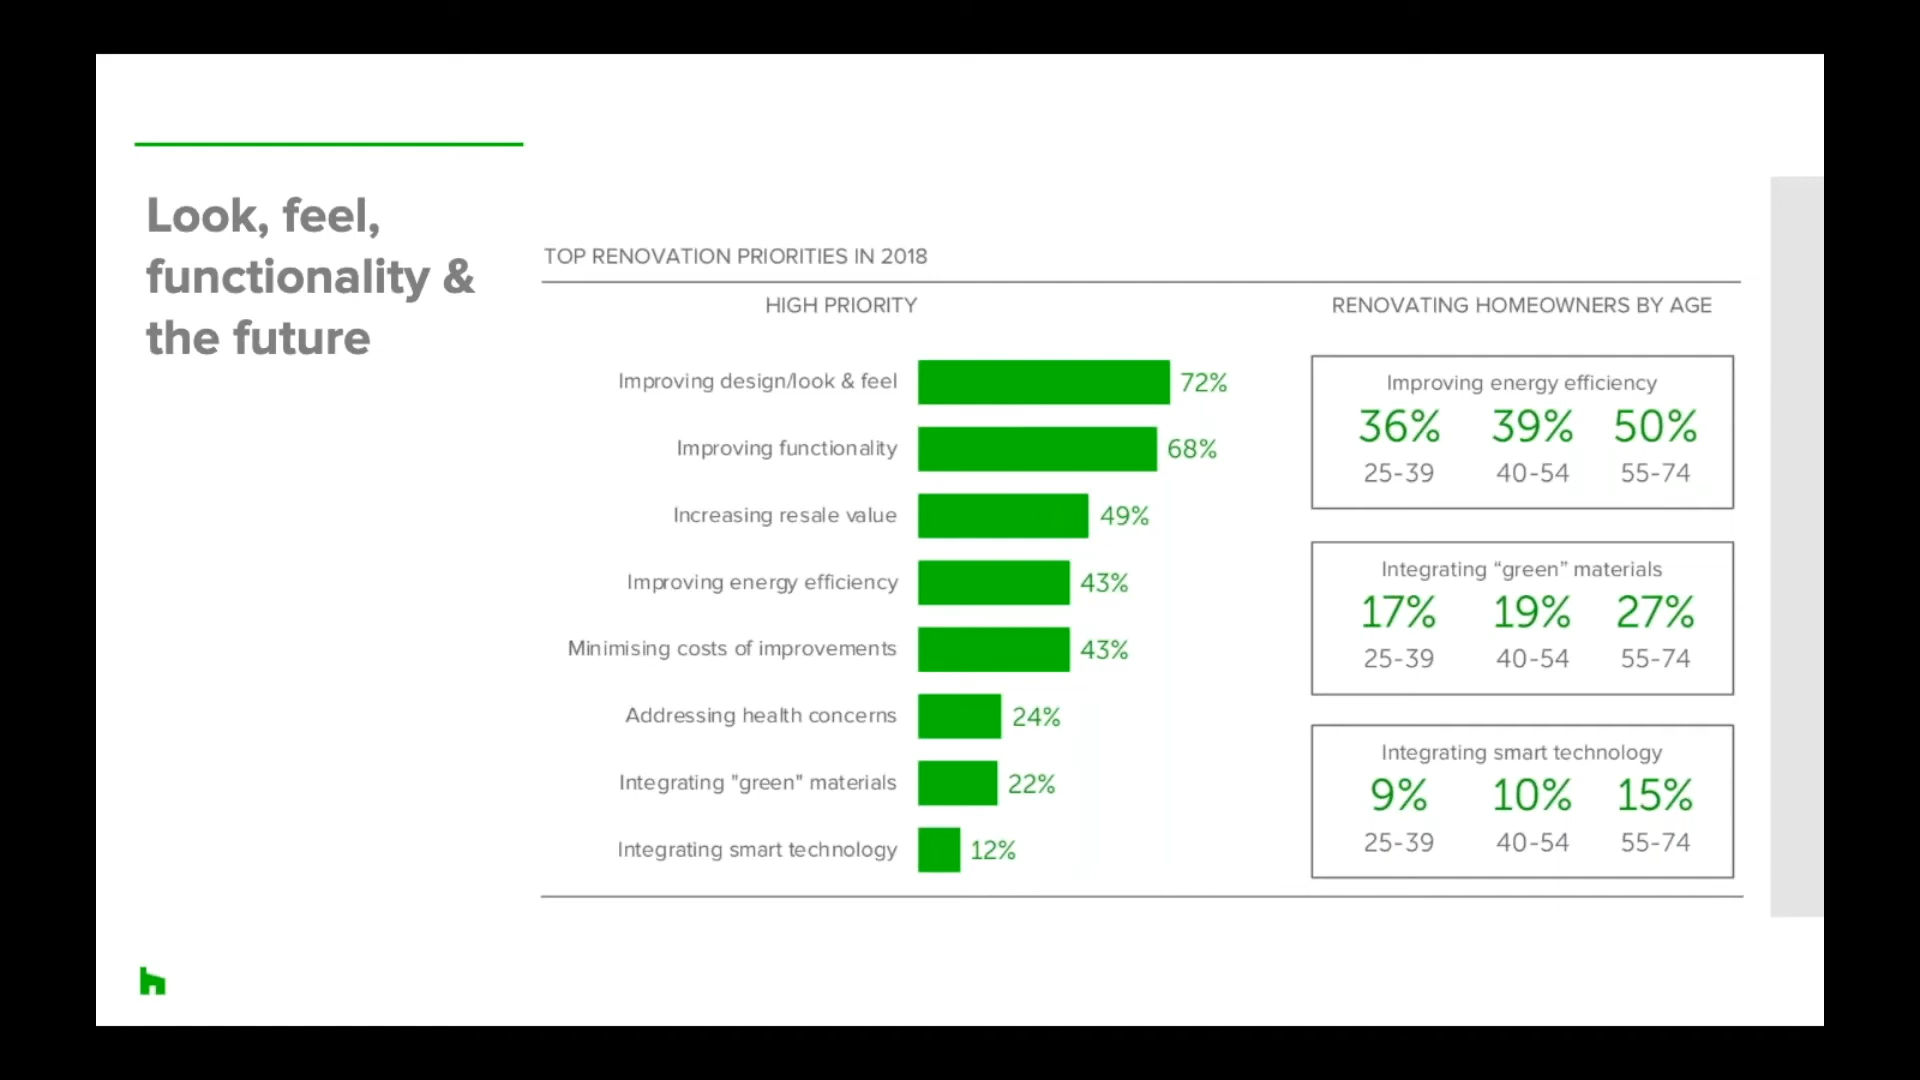 Look, feel,
functionality &
the future
TOP RENOVATION PRIORITIES IN 2018
HIGH PRIORITY
Improving design/look & feel 72%
Improving functionality 68%
Increasing resale value 49%
Improving energy efficiency 43%
Minimising costs of improvements 43%
Addressing health concerns 24%
Integrating "green" materials 22%
Integrating smart technology 12%
RENOVATING HOMEOWNERS BY AGE
Improving energy efficiency
36% 39% 50%
25-39 40-54 55-74
Integrating “green” materials
17% 19% 27%
25-39 40-54 55-74
Integrating smart technology
9% 10% 15%
25-39 40-54 55-74